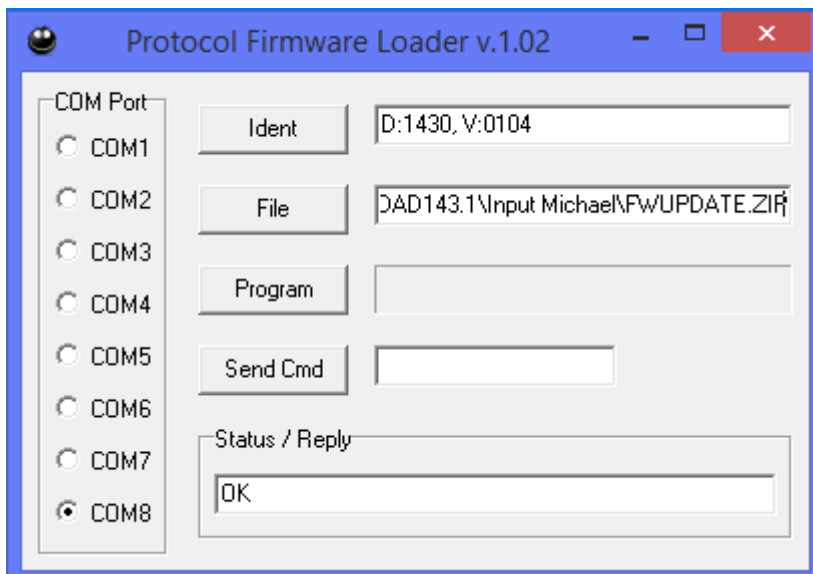 Protocol Firmware Loader v.1.02
COM Port
COM1
COM2
COM3
COM4
COM5
COM6
COM7
COM8
Ident
D:1430, V:0104
File
DAD143.1\Input Michael\FWUPDATE.ZIP
Program
Send Cmd
Status / Reply
OK